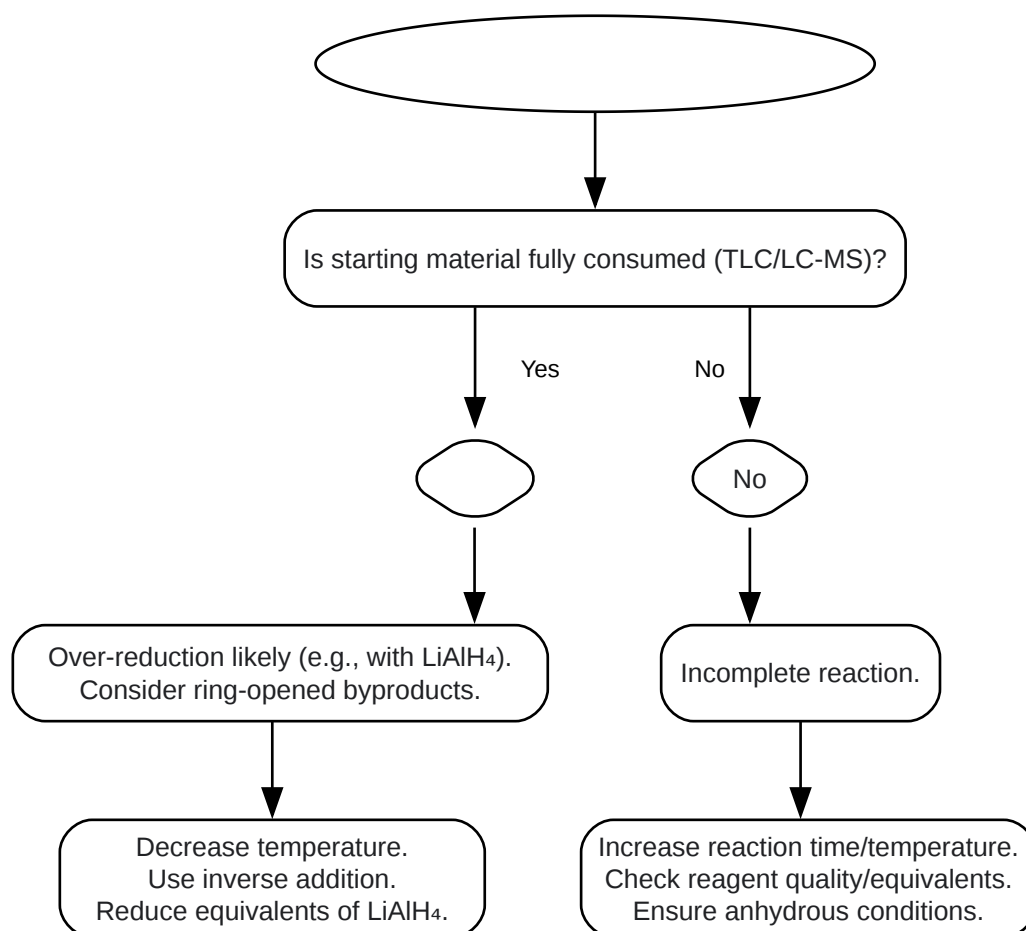 Is starting material fully consumed (TLC/LC-MS)?
Yes
No
No
Over-reduction likely (e.g., with LiAlH₄).
Consider ring-opened byproducts.
Incomplete reaction.
Decrease temperature.
Use inverse addition.
Reduce equivalents of LiAlH₄.
Increase reaction time/temperature.
Check reagent quality/equivalents.
Ensure anhydrous conditions.